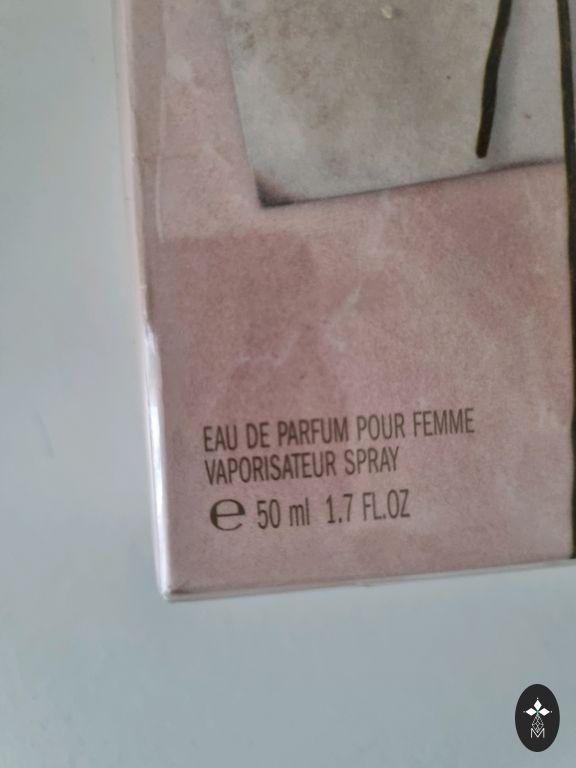 EAU DE PARFUM POUR FEMME
VAPORISATEUR SPRAY
℮ 50 ml 1.7 FL.OZ
M